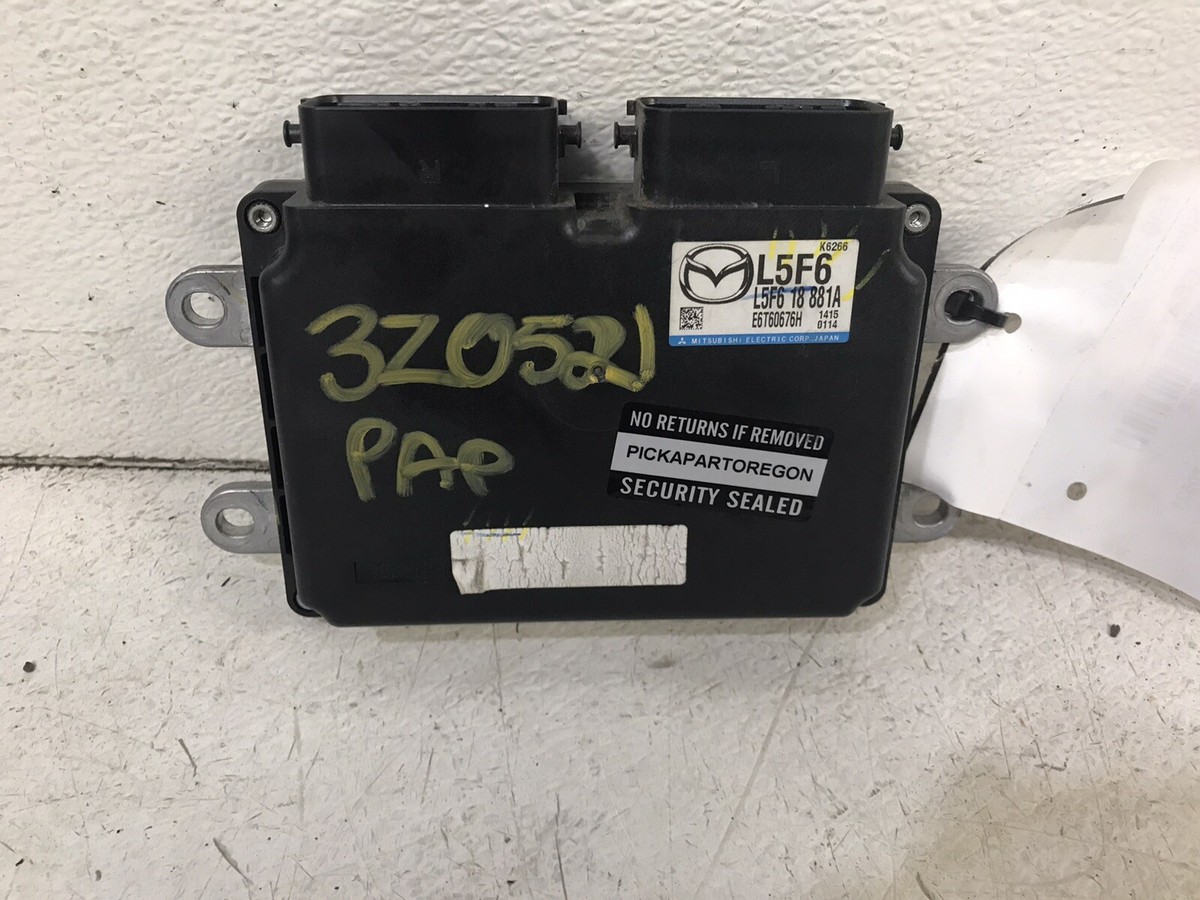 K6266
L5F6
L5F6 18 881A
E6T60676H 1415
0114
MITSUBISHI ELECTRIC CORP. JAPAN
3Z0521
PAP
NO RETURNS IF REMOVED
PICKAPARTOREGON
SECURITY SEALED